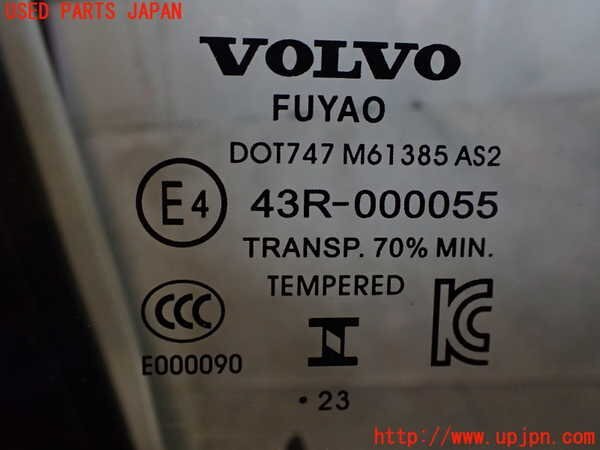 USED PARTS JAPAN
VOLVO
FUYAO
DOT747 M61385 AS2
E4 43R-000055
TRANSP. 70% MIN.
TEMPERED
CCC
E000090
KC
• 23
http://www.upjpn.com/